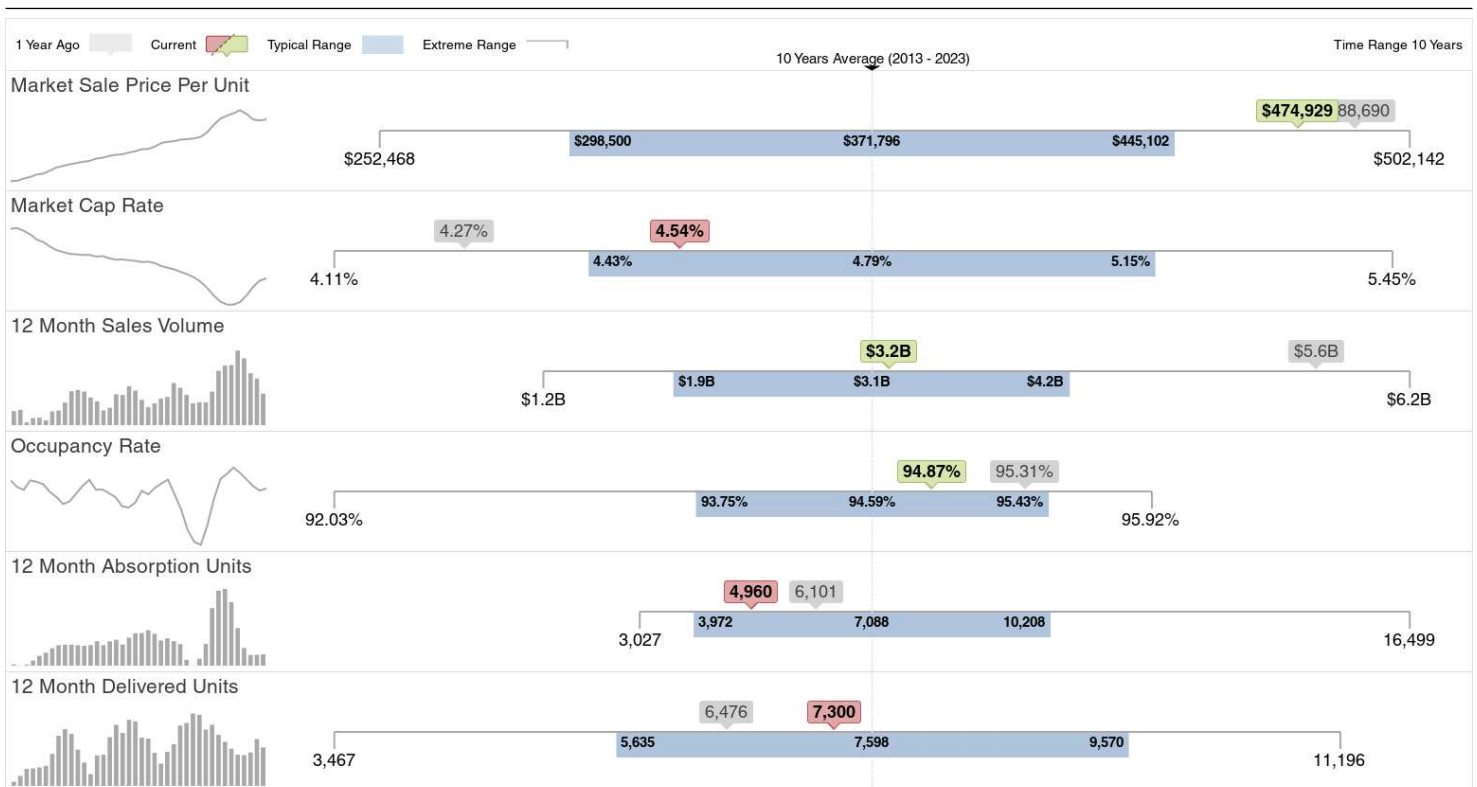 1 Year Ago Current Typical Range Extreme Range Time Range 10 Years
10 Years Average (2013 - 2023)
Market Sale Price Per Unit
$474,929 88,690
$298,500 $371,796 $445,102
$252,468 $502,142
Market Cap Rate
4.27% 4.54%
4.43% 4.79% 5.15%
4.11% 5.45%
12 Month Sales Volume
$3.2B $5.6B
$1.9B $3.1B $4.2B
$1.2B $6.2B
Occupancy Rate
94.87% 95.31%
93.75% 94.59% 95.43%
92.03% 95.92%
12 Month Absorption Units
4,960 6,101
3,972 7,088 10,208
3,027 16,499
12 Month Delivered Units
6,476 7,300
5,635 7,598 9,570
3,467 11,196